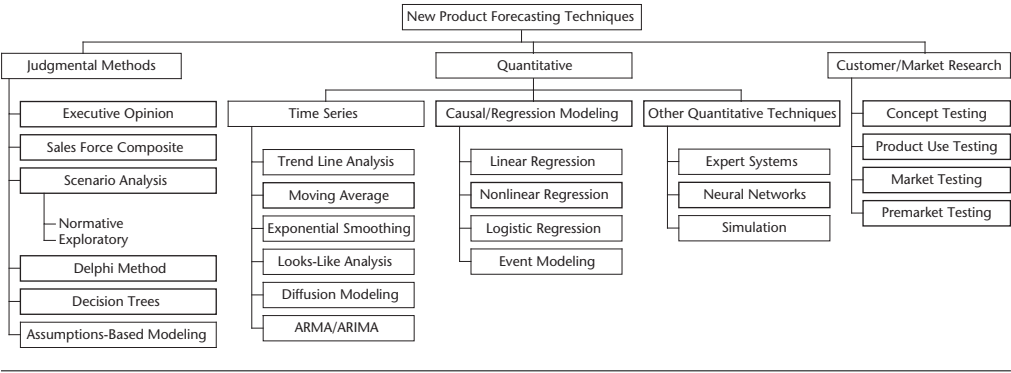 New Product Forecasting Techniques
Judgmental Methods
Executive Opinion
Sales Force Composite
Scenario Analysis
Normative
Exploratory
Delphi Method
Decision Trees
Assumptions-Based Modeling
Quantitative
Time Series
Trend Line Analysis
Moving Average
Exponential Smoothing
Looks-Like Analysis
Diffusion Modeling
ARMA/ARIMA
Causal/Regression Modeling
Linear Regression
Nonlinear Regression
Logistic Regression
Event Modeling
Other Quantitative Techniques
Expert Systems
Neural Networks
Simulation
Customer/Market Research
Concept Testing
Product Use Testing
Market Testing
Premarket Testing